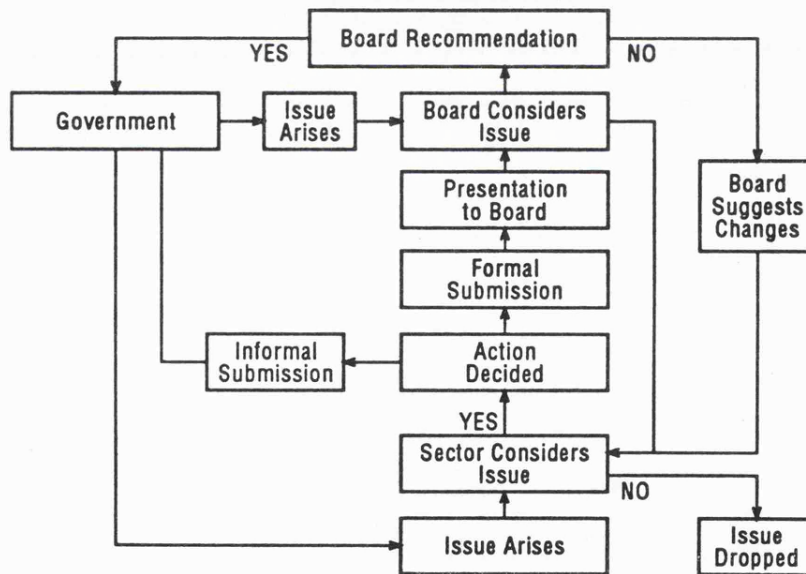 Board Recommendation
YES
NO
Government
Issue
Arises
Board Considers
Issue
Presentation
to Board
Board
Suggests
Changes
Formal
Submission
Informal
Submission
Action
Decided
YES
Sector Considers
Issue
NO
Issue Arises
Issue
Dropped